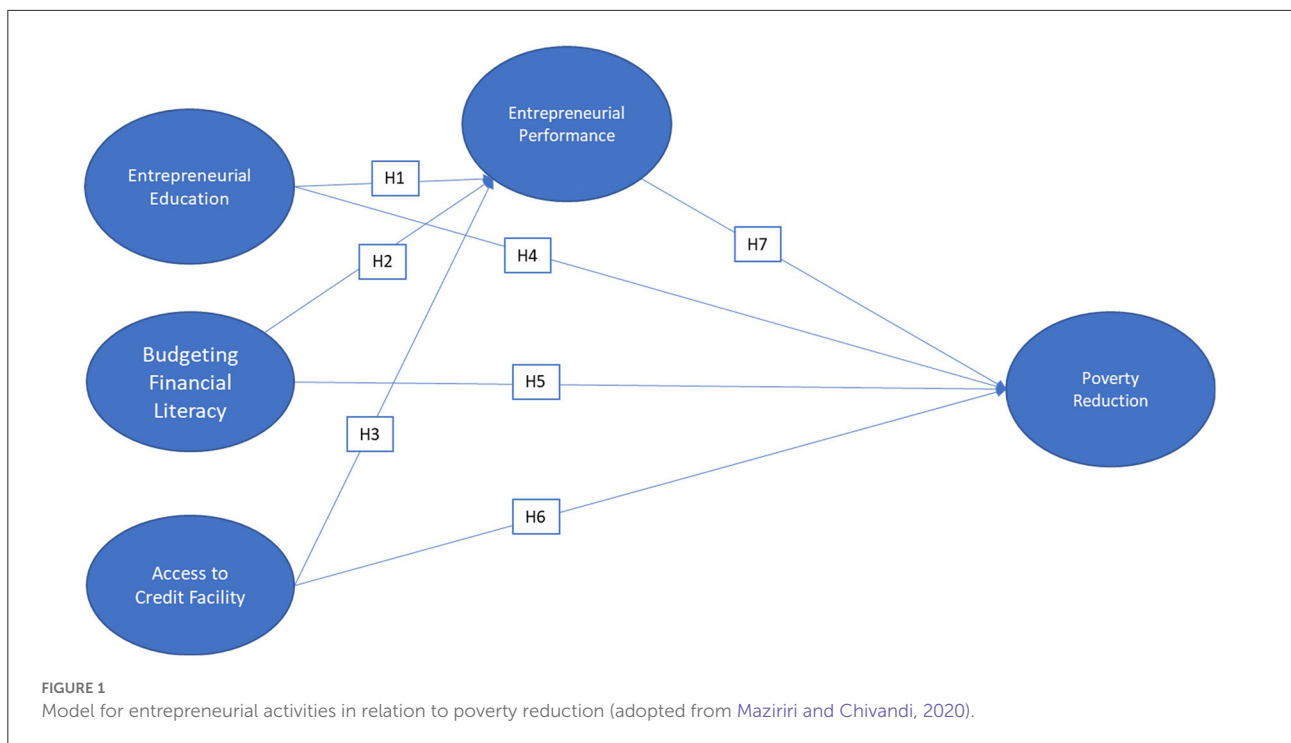 Entrepreneurial
Performance
Entrepreneurial
Education
H1
H2
H4
H7
Budgeting
Financial
Literacy
H5
Poverty
Reduction
H3
H6
Access to
Credit Facility
FIGURE 1
Model for entrepreneurial activities in relation to poverty reduction (adopted from Maziriri and Chivandi, 2020).